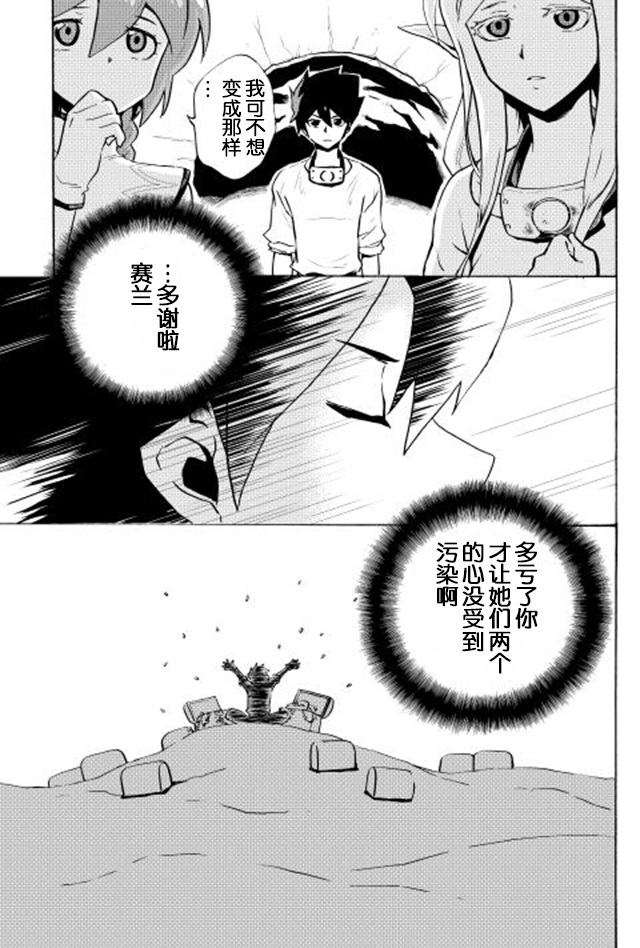 我可不想
变成那样
…
…多谢啦
赛兰
多亏了你
才让她们两个
的心没受到
污染啊